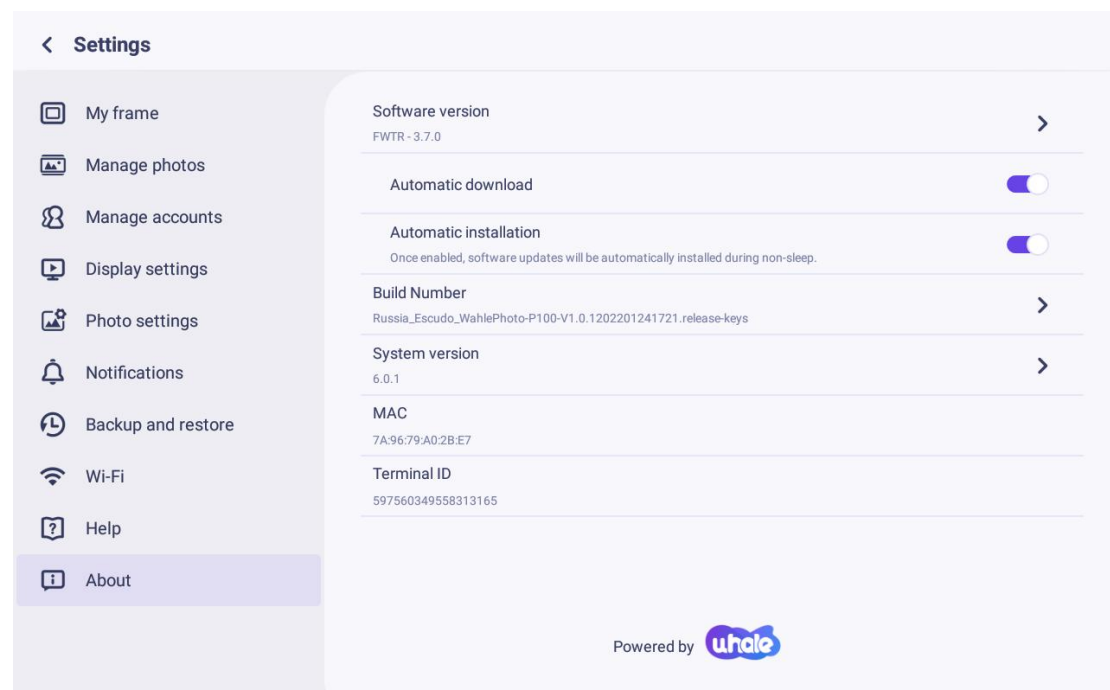 Settings
My frame
Manage photos
Manage accounts
Display settings
Photo settings
Notifications
Backup and restore
Wi-Fi
Help
About
Software version
FWTR - 3.7.0
Automatic download
Automatic installation
Once enabled, software updates will be automatically installed during non-sleep.
Build Number
Russia_Escudo_WahlePhoto-P100-V1.0.1202201241721.release-keys
System version
6.0.1
MAC
7A:96:79:A0:2B:E7
Terminal ID
597560349558313165
Powered by uhale